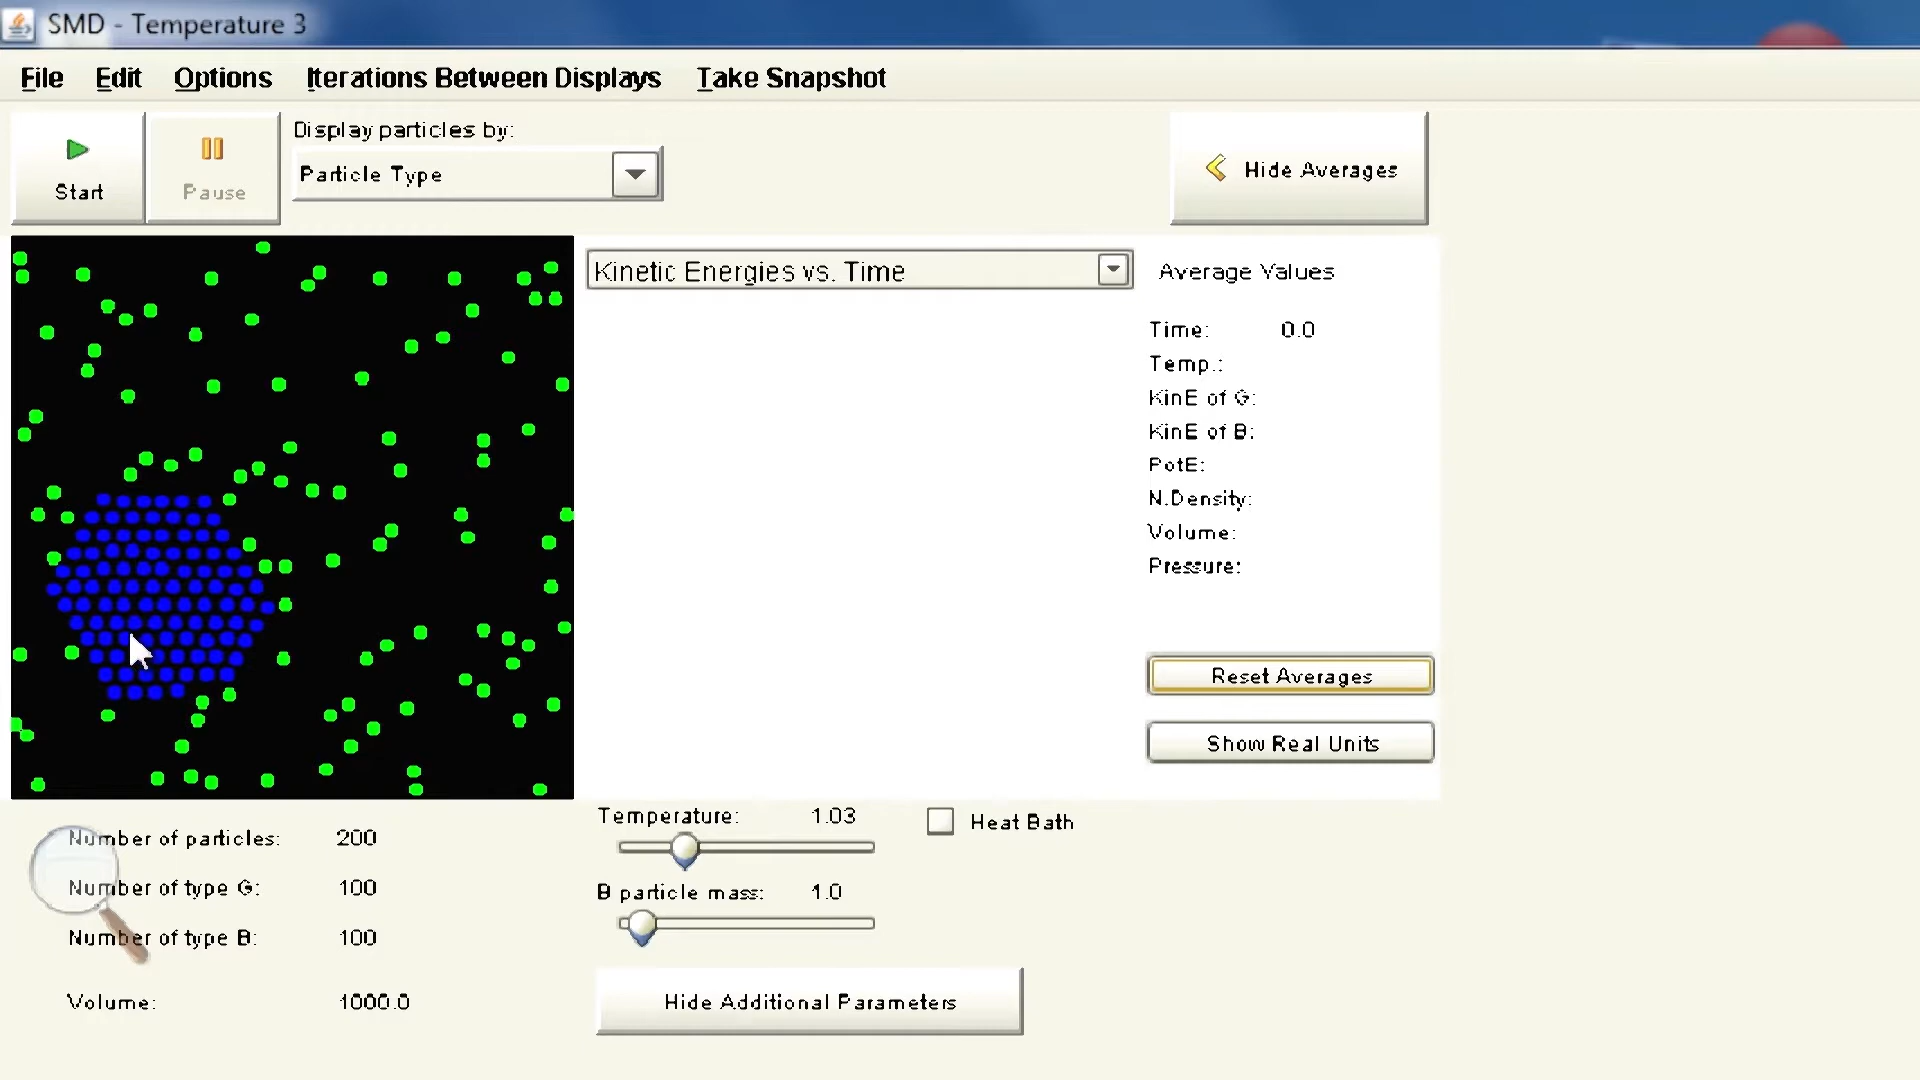 SMD - Temperature 3
File Edit Options Iterations Between Displays Take Snapshot
Display particles by:
Start
Pause
Particle Type
Hide Averages
Kinetic Energies vs. Time
Average Values
Time: 0.0
Temp.:
KinE of G:
KinE of B:
PotE:
N.Density:
Volume:
Pressure:
Reset Averages
Show Real Units
Temperature: 1.03
Heat Bath
Number of particles: 200
Number of type G: 100
B particle mass: 1.0
Number of type B: 100
Volume: 1000.0
Hide Additional Parameters